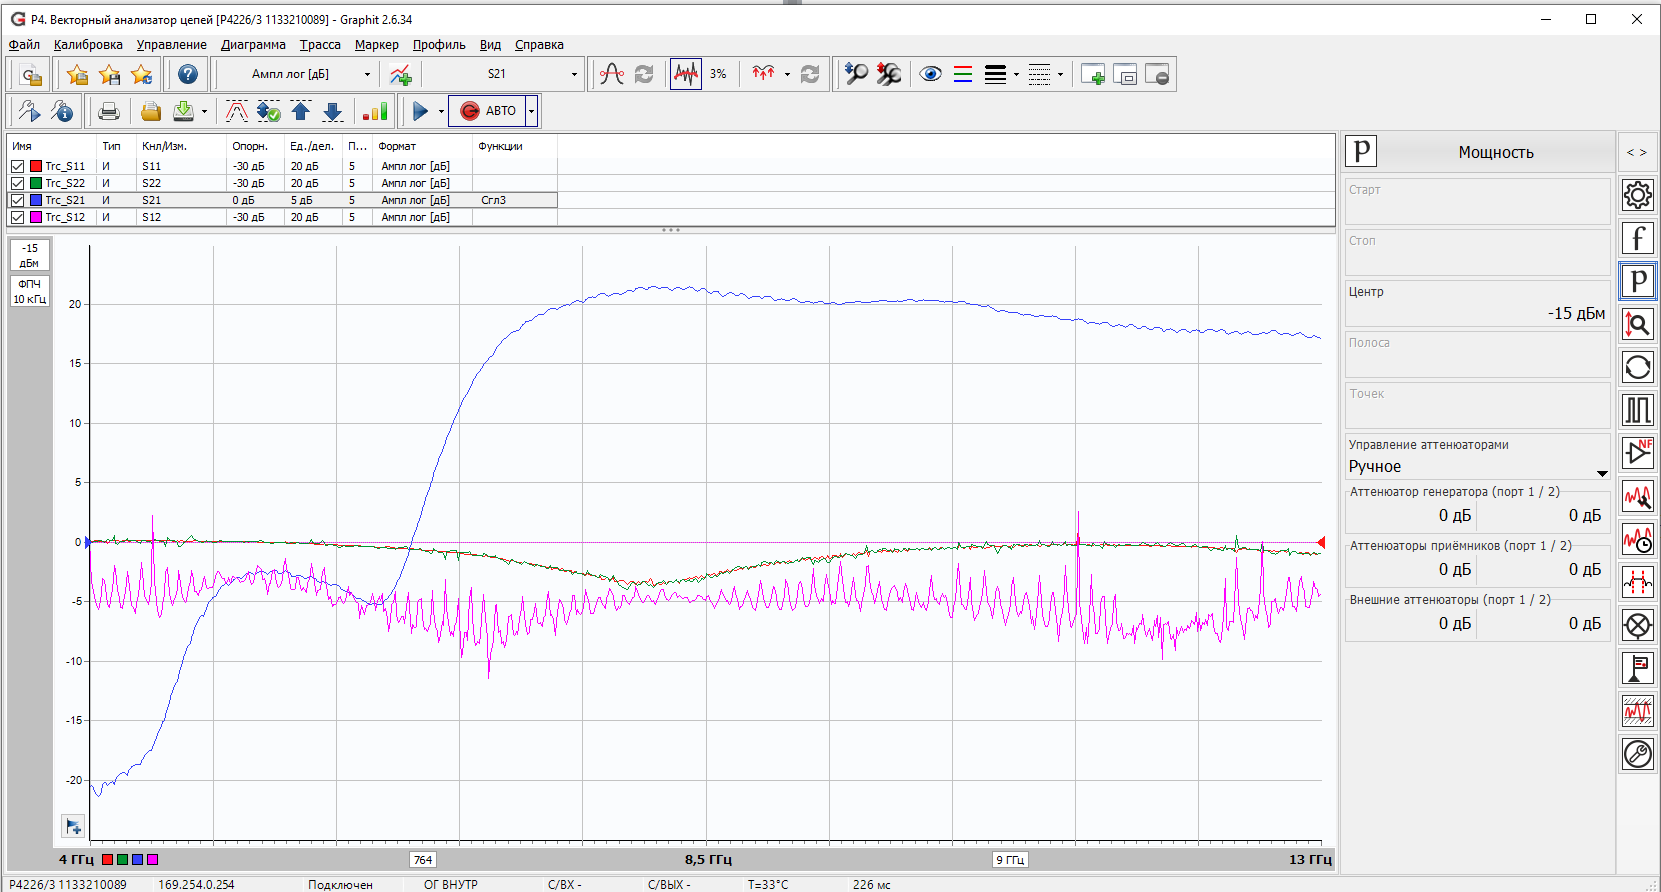 Р4. Векторный анализатор цепей [P4226/3 1133210089] - Graphit 2.6.34
Файл Калибровка Управление Диаграмма Трасса Маркер Профиль Вид Справка
Ампл лог [дБ] S21 3%
АВТО
Имя Тип Кнл/Изм. Опорн. Ед./дел. П... Формат Функции
Trc_S11 И S11 -30 дБ 20 дБ 5 Ампл лог [дБ]
Trc_S22 И S22 -30 дБ 20 дБ 5 Ампл лог [дБ]
Trc_S21 И S21 0 дБ 5 дБ 5 Ампл лог [дБ] Сгл3
Trc_S12 И S12 -30 дБ 20 дБ 5 Ампл лог [дБ]
-15
дБм
ФПЧ
10 кГц
20
15
10
5
0
-5
-10
-15
-20
4 ГГц 764 8,5 ГГц 9 ГГц 13 ГГц
p Мощность < >
Старт
Стоп
Центр
-15 дБм
Полоса
Точек
Управление аттенюаторами
Ручное
Аттенюатор генератора (порт 1 / 2)
0 дБ 0 дБ
Аттенюаторы приёмников (порт 1 / 2)
0 дБ 0 дБ
Внешние аттенюаторы (порт 1 / 2)
0 дБ 0 дБ
f
p
NF
P4226/3 1133210089 169.254.0.254 Подключен ОГ ВНУТР С/ВХ - С/ВЫХ - T=33°C 226 мс